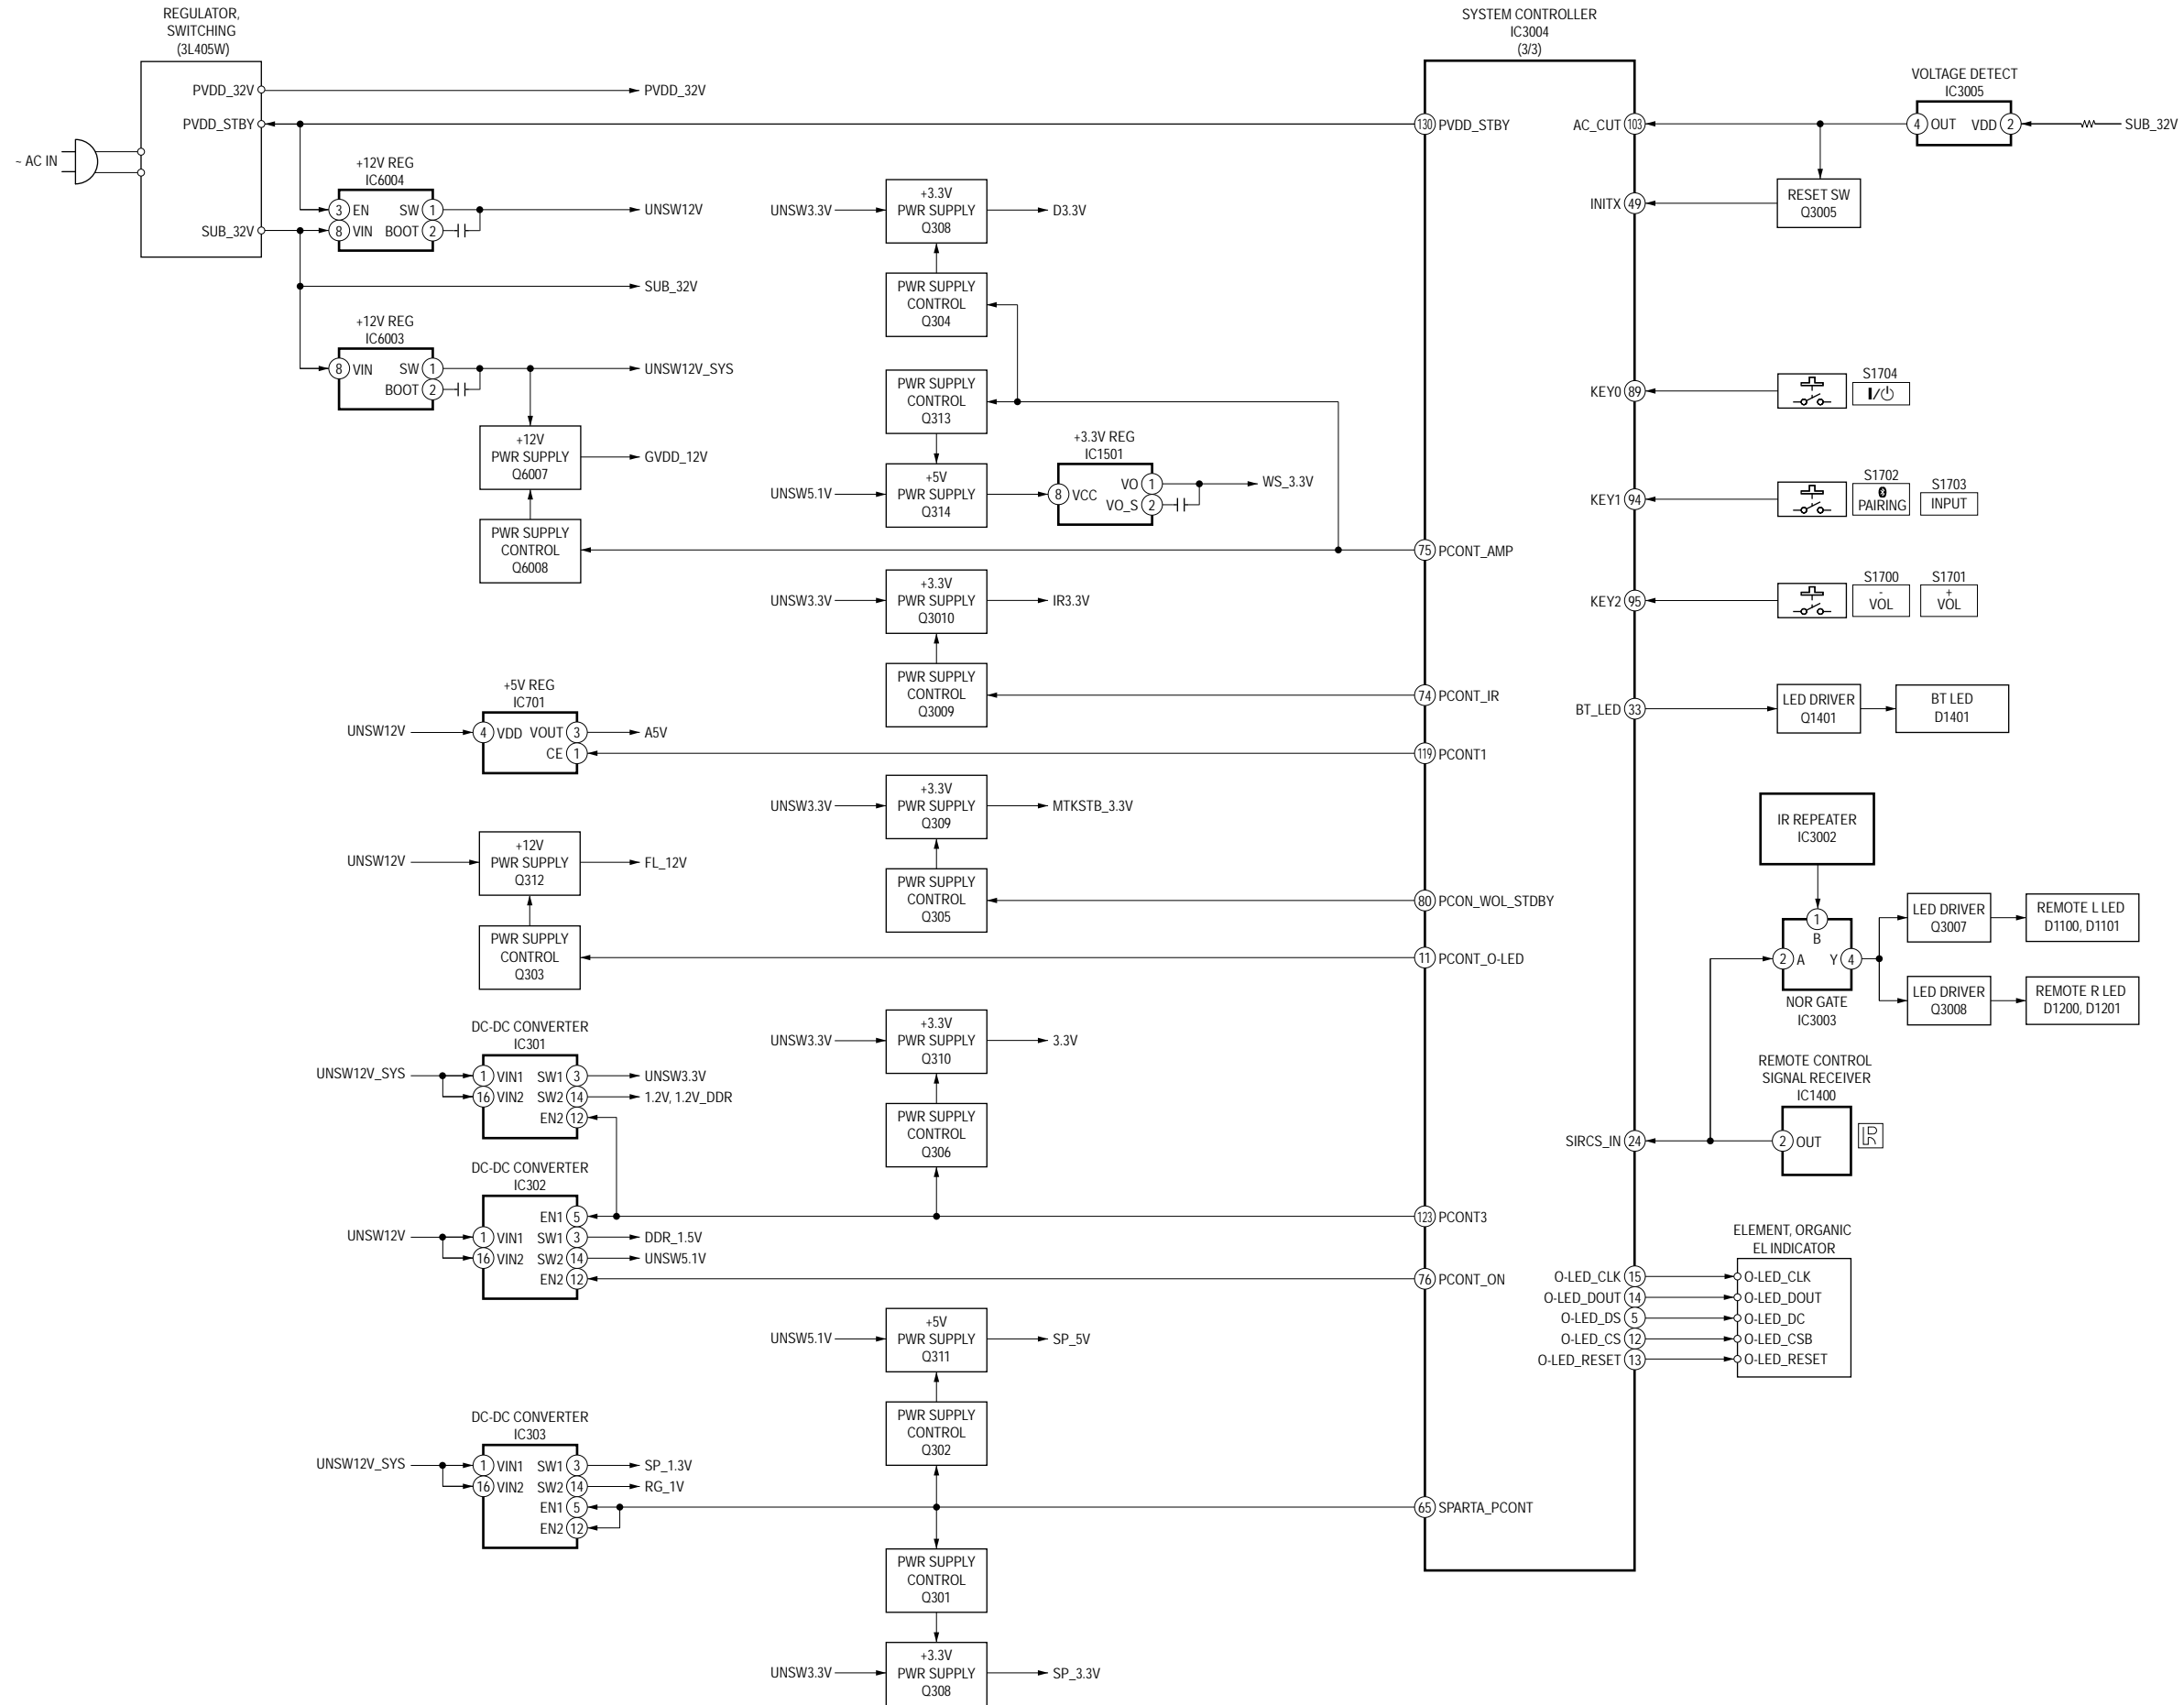 REGULATOR,
SWITCHING
(3L405W)
PVDD_32V
PVDD_STBY
SUB_32V
~ AC IN
PVDD_32V
+12V REG
IC6004
3 EN
SW 1
8 VIN
BOOT 2
UNSW12V
SUB_32V
+12V REG
IC6003
8 VIN
SW 1
BOOT 2
UNSW12V_SYS
+12V
PWR SUPPLY
Q6007
GVDD_12V
PWR SUPPLY
CONTROL
Q6008
+5V REG
IC701
UNSW12V
4 VDD
VOUT 3
CE 1
A5V
UNSW12V
+12V
PWR SUPPLY
Q312
FL_12V
PWR SUPPLY
CONTROL
Q303
DC-DC CONVERTER
IC301
UNSW12V_SYS
1 VIN1
SW1 3
UNSW3.3V
16 VIN2
SW2 14
1.2V, 1.2V_DDR
EN2 12
DC-DC CONVERTER
IC302
EN1 5
UNSW12V
1 VIN1
SW1 3
DDR_1.5V
16 VIN2
SW2 14
UNSW5.1V
EN2 12
DC-DC CONVERTER
IC303
UNSW12V_SYS
1 VIN1
SW1 3
SP_1.3V
16 VIN2
SW2 14
RG_1V
EN1 5
EN2 12
UNSW3.3V
+3.3V
PWR SUPPLY
Q308
D3.3V
PWR SUPPLY
CONTROL
Q304
PWR SUPPLY
CONTROL
Q313
UNSW5.1V
+5V
PWR SUPPLY
Q314
+3.3V REG
IC1501
8 VCC
VO 1
VO_S 2
WS_3.3V
UNSW3.3V
+3.3V
PWR SUPPLY
Q3010
IR3.3V
PWR SUPPLY
CONTROL
Q3009
UNSW3.3V
+3.3V
PWR SUPPLY
Q309
MTKSTB_3.3V
PWR SUPPLY
CONTROL
Q305
UNSW3.3V
+3.3V
PWR SUPPLY
Q310
3.3V
PWR SUPPLY
CONTROL
Q306
UNSW5.1V
+5V
PWR SUPPLY
Q311
SP_5V
PWR SUPPLY
CONTROL
Q302
PWR SUPPLY
CONTROL
Q301
UNSW3.3V
+3.3V
PWR SUPPLY
Q308
SP_3.3V
SYSTEM CONTROLLER
IC3004
(3/3)
130 PVDD_STBY
75 PCONT_AMP
74 PCONT_IR
119 PCONT1
80 PCON_WOL_STDBY
11 PCONT_O-LED
123 PCONT3
76 PCONT_ON
65 SPARTA_PCONT
AC_CUT 103
INITX 49
KEY0 89
KEY1 94
KEY2 95
BT_LED 33
SIRCS_IN 24
O-LED_CLK 15
O-LED_DOUT 14
O-LED_DS 5
O-LED_CS 12
O-LED_RESET 13
VOLTAGE DETECT
IC3005
4 OUT
VDD 2
SUB_32V
RESET SW
Q3005
S1704
I/⏻
S1702
PAIRING
S1703
INPUT
S1700
-
VOL
S1701
+
VOL
LED DRIVER
Q1401
BT LED
D1401
IR REPEATER
IC3002
1
B
2 A
Y 4
NOR GATE
IC3003
LED DRIVER
Q3007
REMOTE L LED
D1100, D1101
LED DRIVER
Q3008
REMOTE R LED
D1200, D1201
REMOTE CONTROL
SIGNAL RECEIVER
IC1400
2 OUT
ELEMENT, ORGANIC
EL INDICATOR
O-LED_CLK
O-LED_DOUT
O-LED_DC
O-LED_CSB
O-LED_RESET